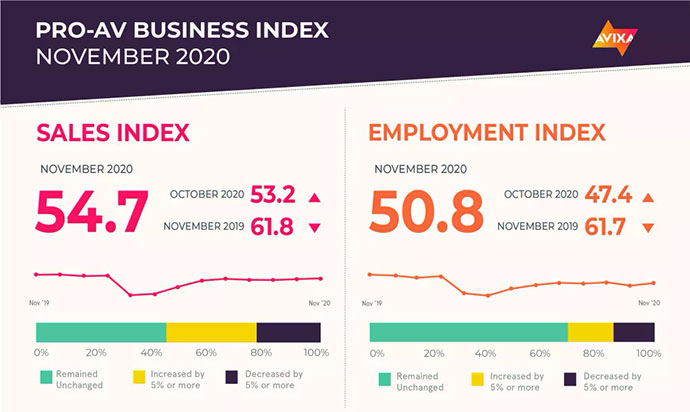 PRO-AV BUSINESS INDEX
NOVEMBER 2020
AVIXA
SALES INDEX
NOVEMBER 2020
54.7
OCTOBER 2020 53.2 ▲
NOVEMBER 2019 61.8 ▼
Nov '19
Nov '20
0% 20% 40% 60% 80% 100%
Remained
Unchanged
Increased by
5% or more
Decreased by
5% or more
EMPLOYMENT INDEX
NOVEMBER 2020
50.8
OCTOBER 2020 47.4 ▲
NOVEMBER 2019 61.7 ▼
Nov '19
Nov '20
0% 20% 40% 60% 80% 100%
Remained
Unchanged
Increased by
5% or more
Decreased by
5% or more